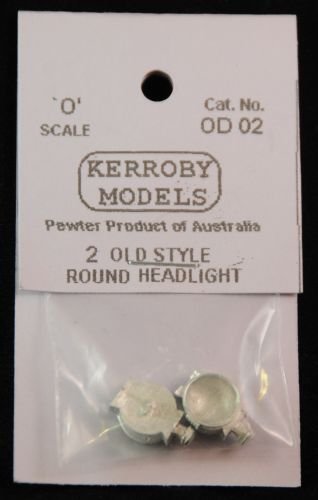 'O' Cat. No.
SCALE OD 02
KERROBY
MODELS
Pewter Product of Australia
2 OLD STYLE
ROUND HEADLIGHT